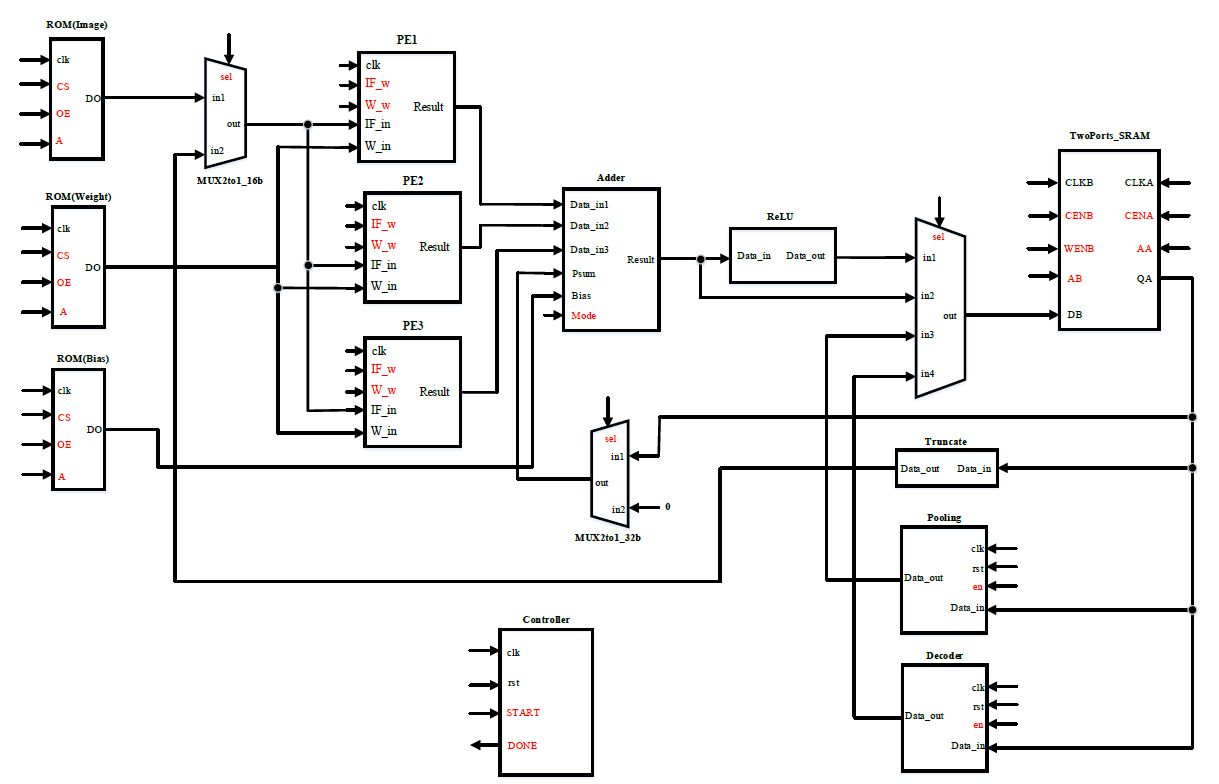 ROM(Image)
clk
CS
OE
A
DO
sel
in1
out
in2
MUX2to1_16b
ROM(Weight)
clk
CS
OE
A
DO
ROM(Bias)
clk
CS
OE
A
DO
PE1
clk
IF_w
W_w
IF_in
W_in
Result
PE2
clk
IF_w
W_w
IF_in
W_in
Result
PE3
clk
IF_w
W_w
IF_in
W_in
Result
Adder
Data_in1
Data_in2
Data_in3
Psum
Bias
Mode
Result
ReLU
Data_in Data_out
sel
in1
in2
out
in3
in4
TwoPorts_SRAM
CLKB CLKA
CENB CENA
WENB AA
AB QA
DB
sel
in1
out
in2
0
MUX2to1_32b
Truncate
Data_out Data_in
Pooling
clk
rst
en
Data_out
Data_in
Decoder
clk
rst
en
Data_out
Data_in
Controller
clk
rst
START
DONE